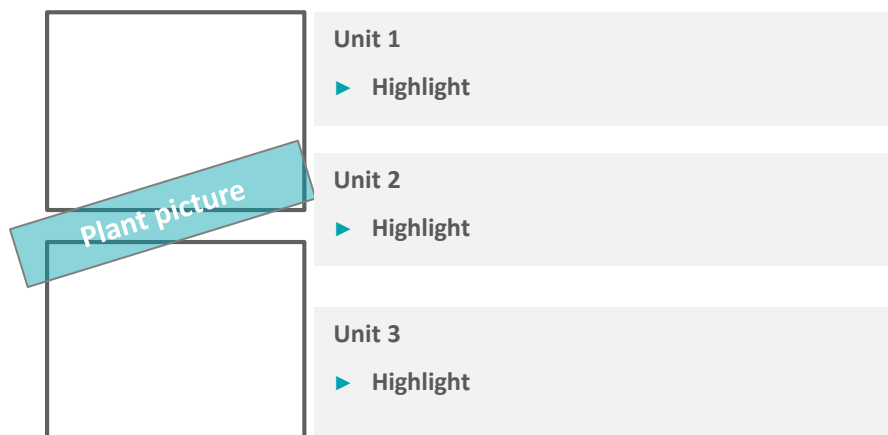 Plant picture
Unit 1
► Highlight
Unit 2
► Highlight
Unit 3
► Highlight